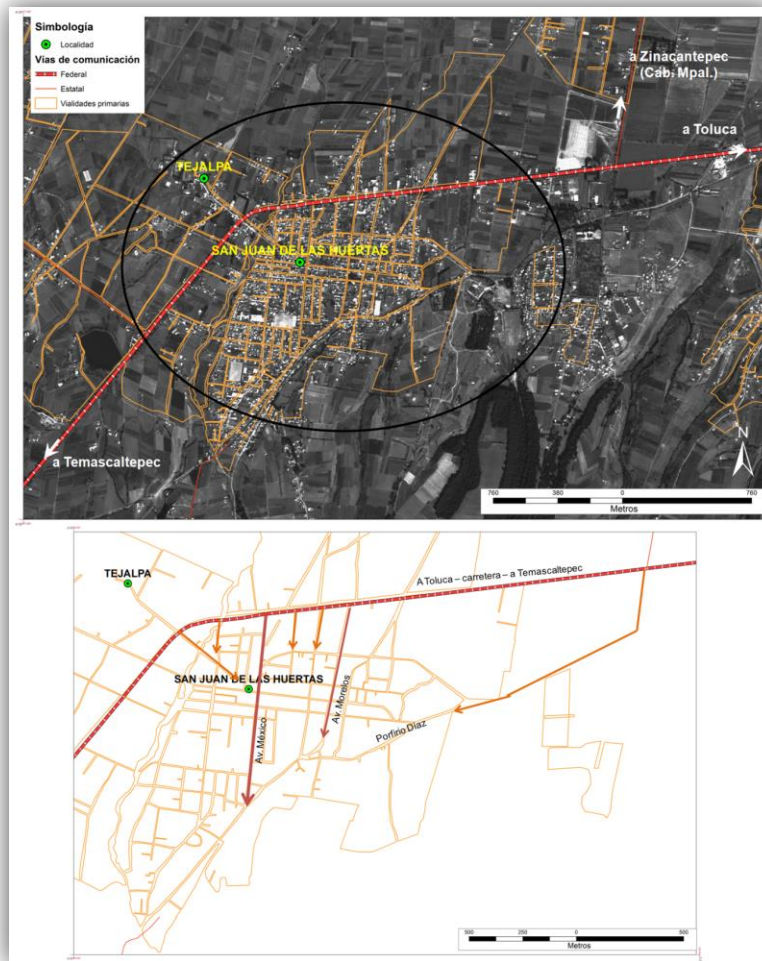 Simbología
Localidad
Vias de comunicación
Federal
Estatal
Vialidades primarias
a Zinacantepec
(Cab. Mpal.)
a Toluca
TEJALPA
SAN JUAN DE LAS HUERTAS
a Temascaltepec
N
760 380 0 760
Metros
TEJALPA
A Toluca – carretera – a Temascaltepec
SAN JUAN DE LAS HUERTAS
Av. México
Av. Morelos
Porfirio Díaz
500 250 0 500
Metros